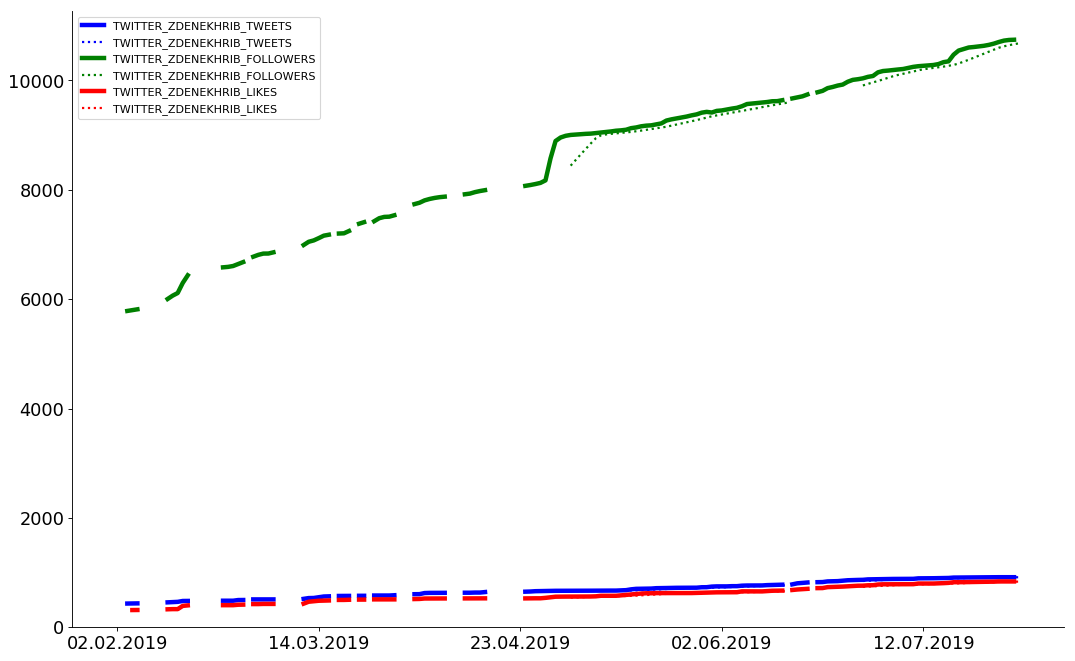 TWITTER_ZDENEKHRIB_TWEETS
TWITTER_ZDENEKHRIB_TWEETS
TWITTER_ZDENEKHRIB_FOLLOWERS
TWITTER_ZDENEKHRIB_FOLLOWERS
TWITTER_ZDENEKHRIB_LIKES
TWITTER_ZDENEKHRIB_LIKES
10000
8000
6000
4000
2000
0
02.02.2019 14.03.2019 23.04.2019 02.06.2019 12.07.2019